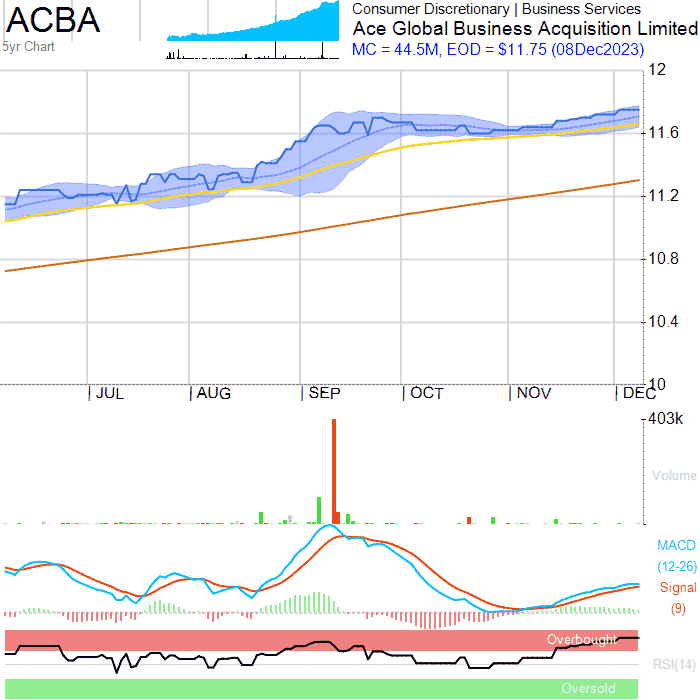 ACBA
5yr Chart
Consumer Discretionary | Business Services
Ace Global Business Acquisition Limited
MC = 44.5M, EOD = $11.75 (08Dec2023)
12
11.6
11.2
10.8
10.4
10
JUL AUG SEP OCT NOV DEC
403k
Volume
MACD
(12-26)
Signal
(9)
Overbought
RSI(14)
Oversold